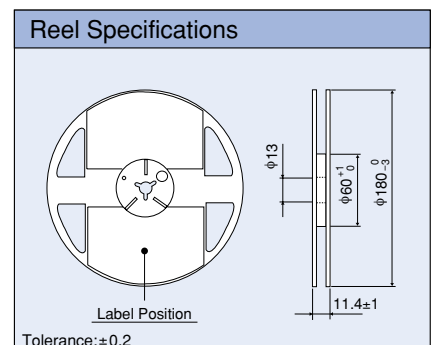 Reel Specifications
φ13
φ60 +1 0
φ180 0 -3
11.4±1
Label Position
Tolerance:±0.2